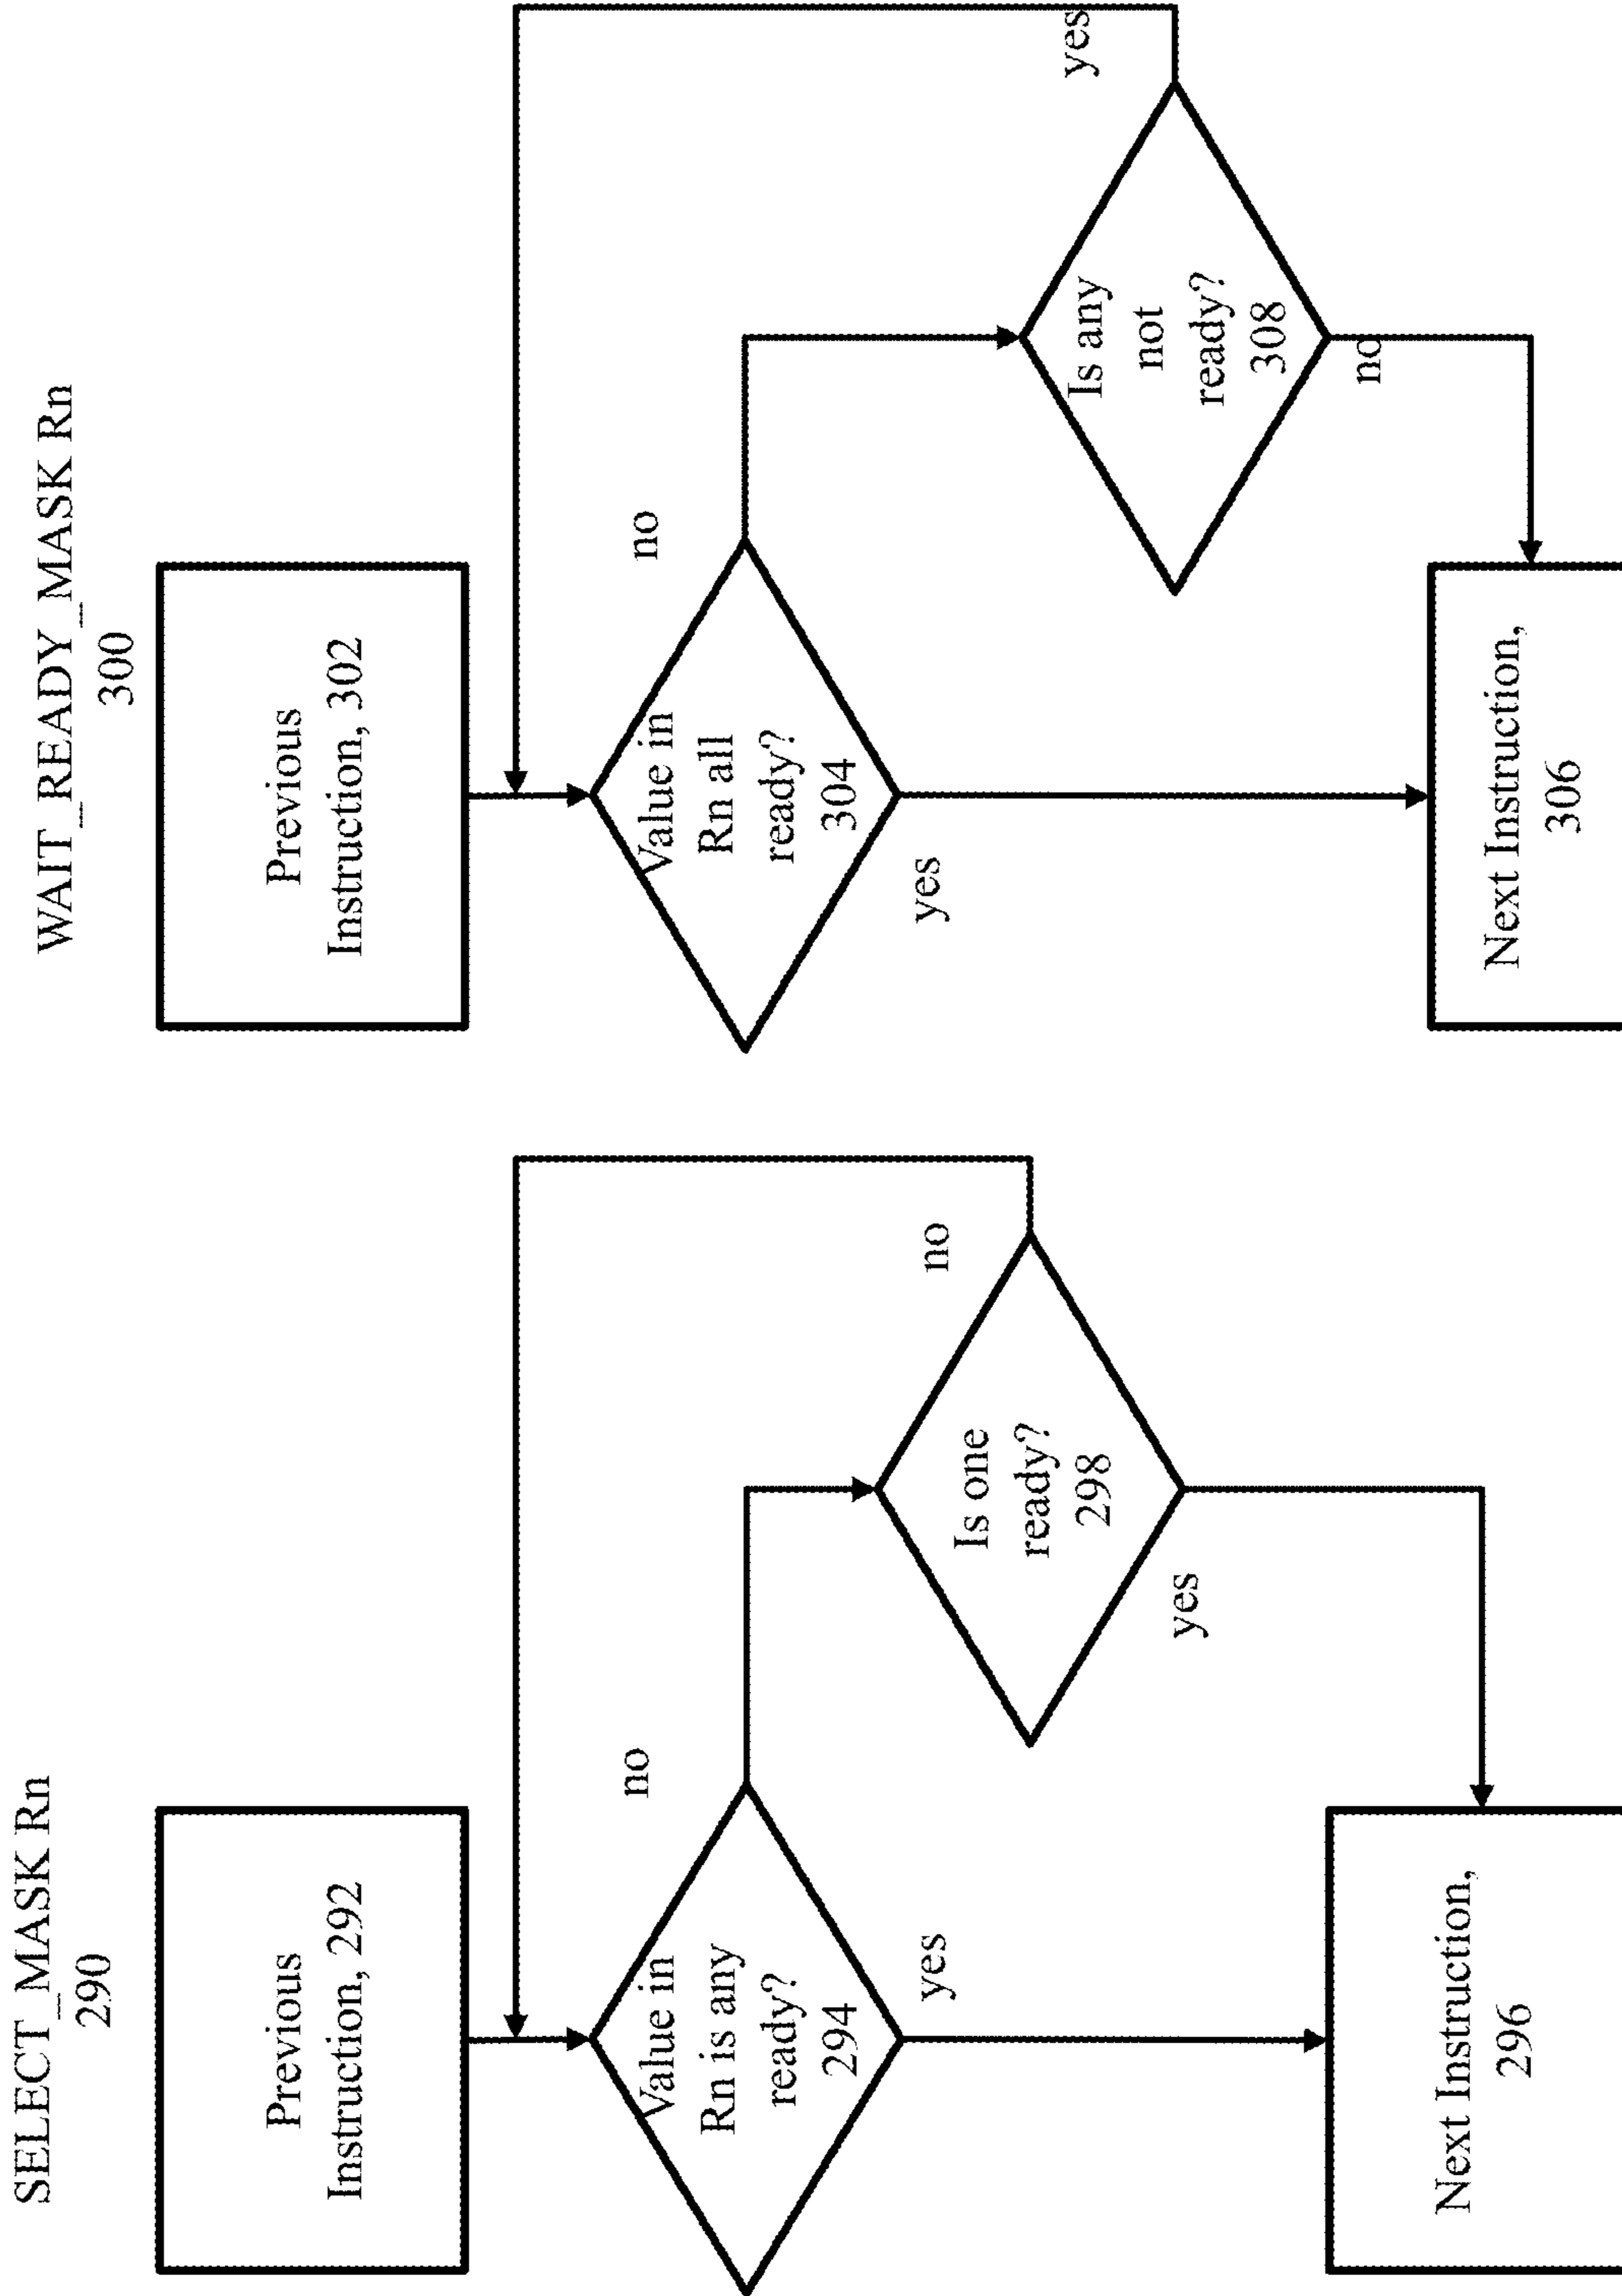 SELECT_MASK Rn
290
Previous
Instruction, 292
Value in
Rn is any
ready?
294
no
yes
Is one
ready?
298
no
yes
Next Instruction,
296
WAIT_READY_MASK Rn
300
Previous
Instruction, 302
Value in
Rn all
ready?
304
no
yes
Is any
not
ready?
308
yes
no
Next Instruction,
306